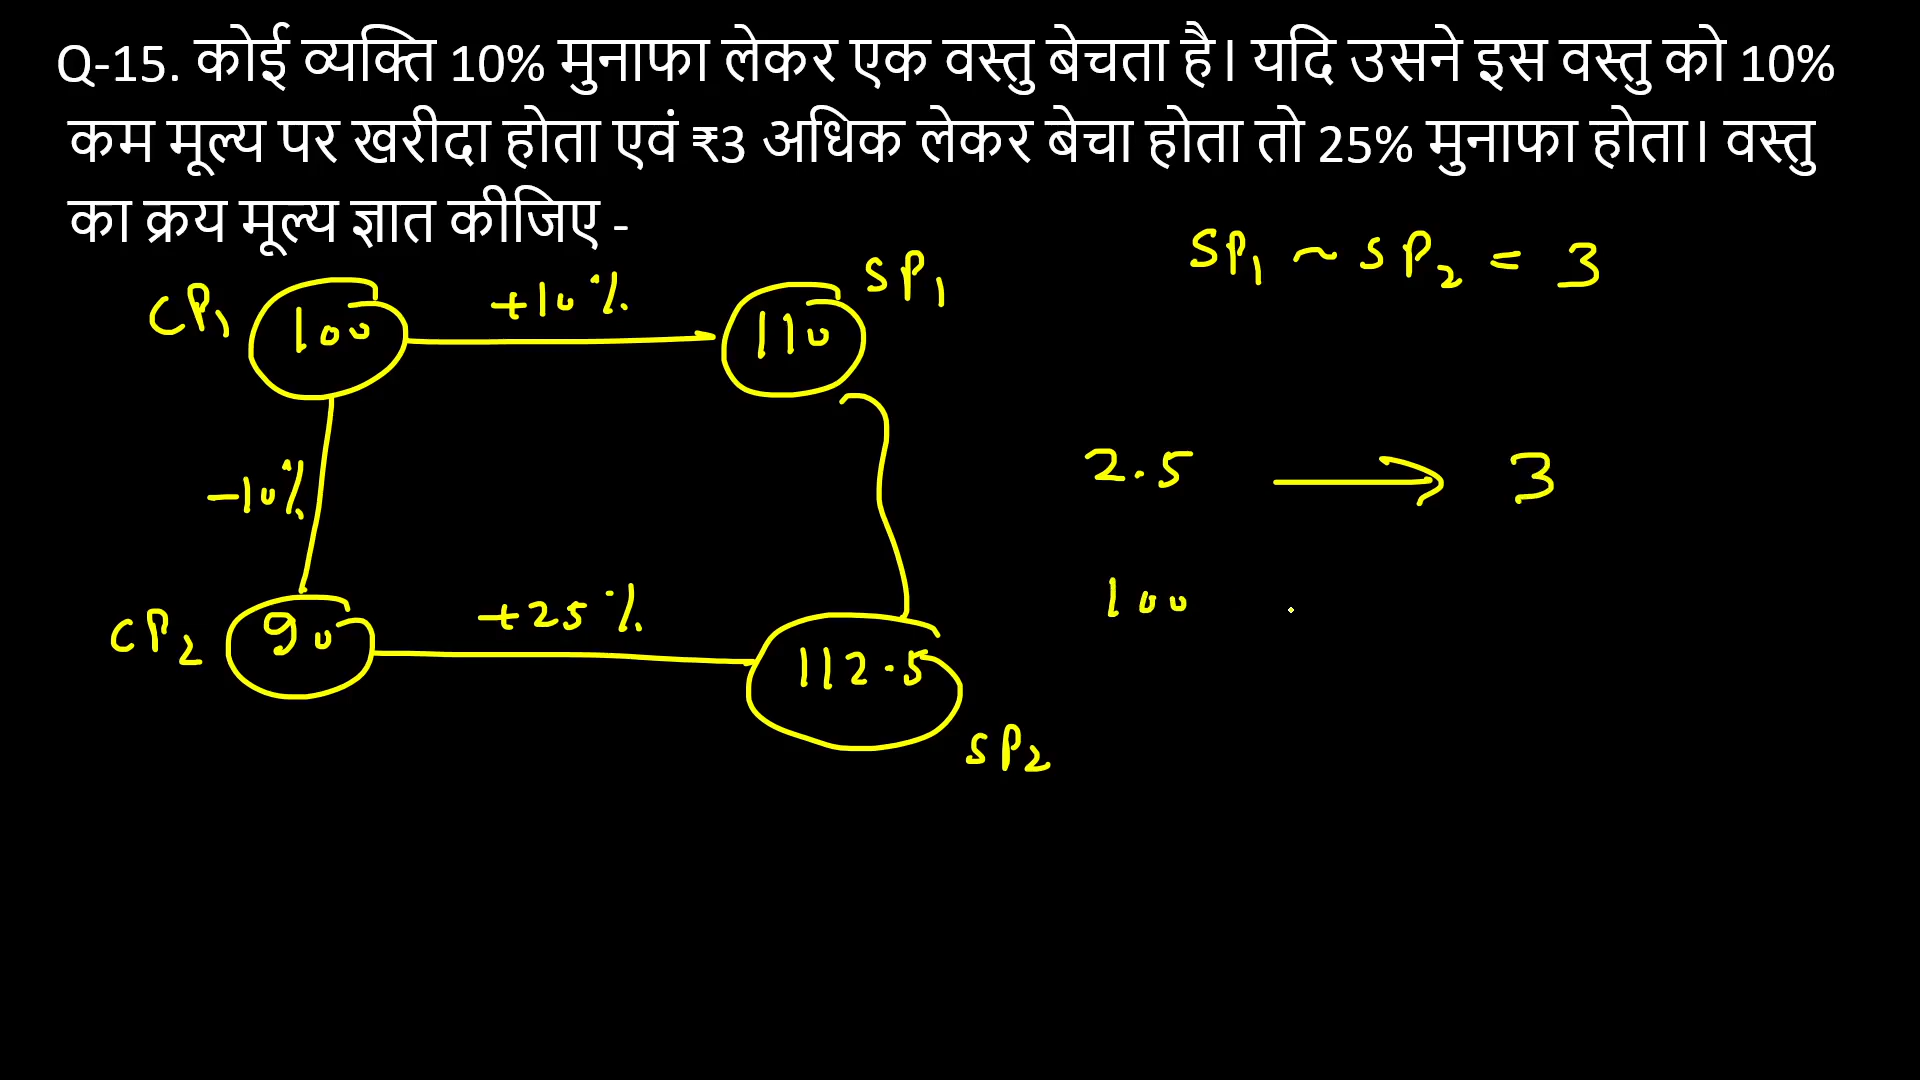 Q-15. कोई व्यक्ति 10% मुनाफा लेकर एक वस्तु बेचता है। यदि उसने इस वस्तु को 10%
कम मूल्य पर खरीदा होता एवं ₹3 अधिक लेकर बेचा होता तो 25% मुनाफा होता। वस्तु
का क्रय मूल्य ज्ञात कीजिए -
SP1 ~ SP2 = 3
CP1 100 +10% 110 SP1
-10%
2.5 → 3
CP2 90 +25% 112.5 SP2
100